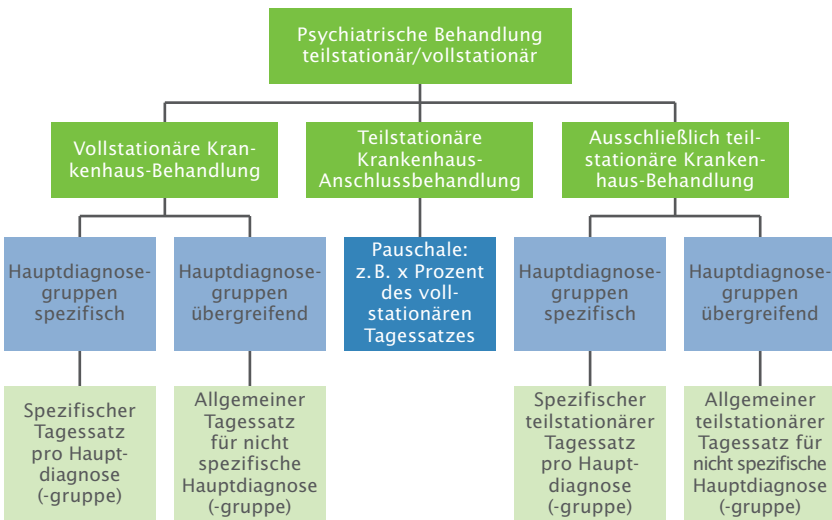 Psychiatrische Behandlung
teilstationär/vollstationär
Vollstationäre Kran-
kenhaus-Behandlung
Teilstationäre
Krankenhaus-
Anschlussbehandlung
Ausschließlich teil-
stationäre Kranken-
haus-Behandlung
Hauptdiagnose-
gruppen
spezifisch
Hauptdiagnose-
gruppen
übergreifend
Pauschale:
z.B. x Prozent
des voll-
stationären
Tagessatzes
Hauptdiagnose-
gruppen
spezifisch
Hauptdiagnose-
gruppen
übergreifend
Spezifischer
Tagessatz
pro Haupt-
diagnose
(-gruppe)
Allgemeiner
Tagessatz
für nicht
spezifische
Hauptdiagnose
(-gruppe)
Spezifischer
teilstationärer
Tagessatz
pro Haupt-
diagnose
(-gruppe)
Allgemeiner
teilstationärer
Tagessatz für
nicht spezifische
Hauptdiagnose
(-gruppe)